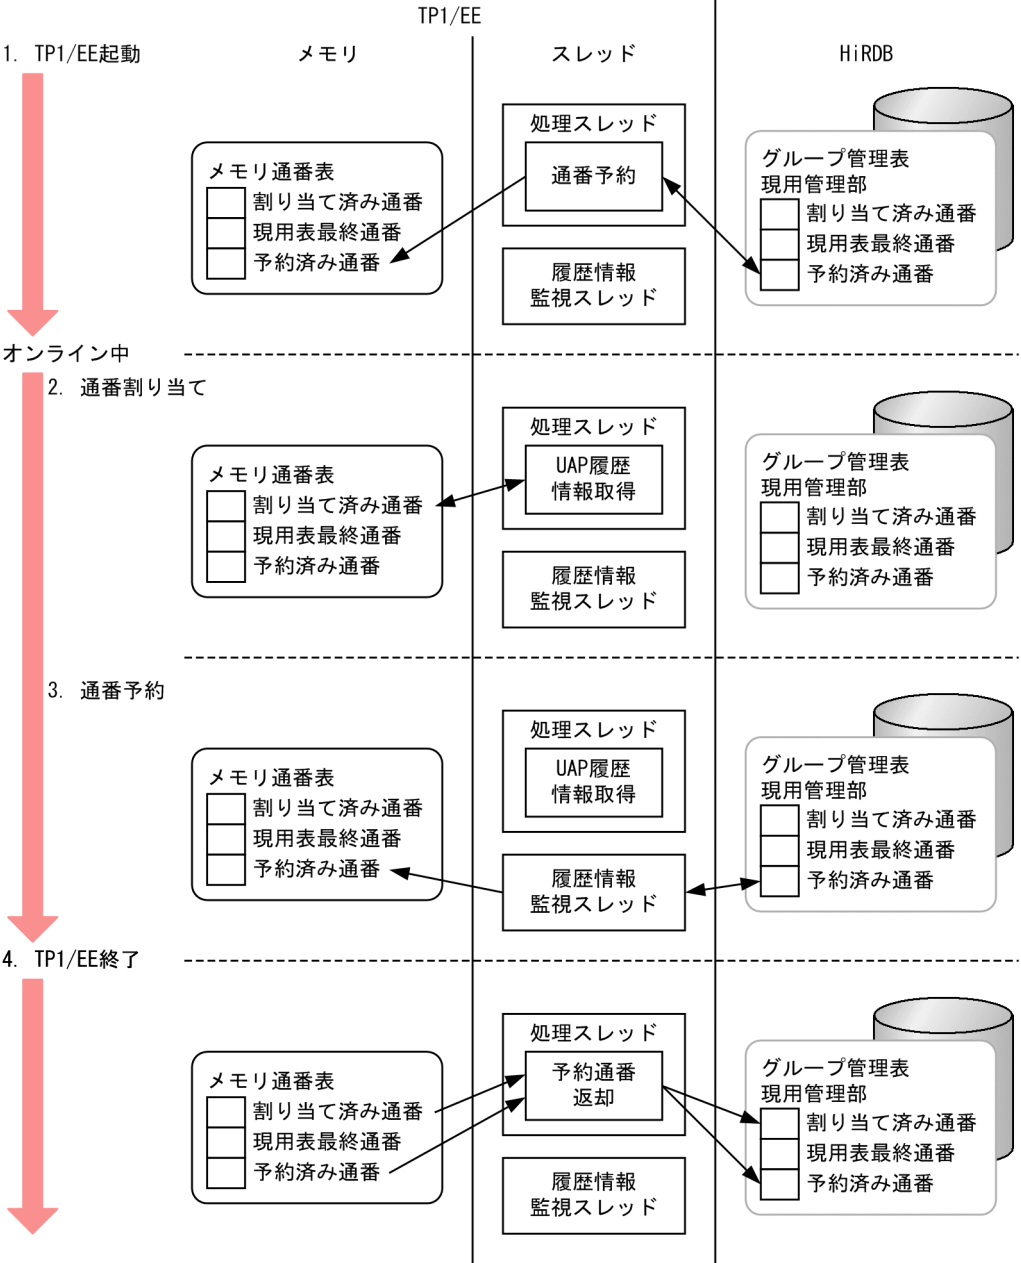 TP1/EE
1. TP1/EE起動
メモリ
スレッド
HiRDB
メモリ通番表
割り当て済み通番
現用表最終通番
予約済み通番
処理スレッド
通番予約
履歴情報
監視スレッド
グループ管理表
現用管理部
割り当て済み通番
現用表最終通番
予約済み通番
オンライン中
2. 通番割り当て
メモリ通番表
割り当て済み通番
現用表最終通番
予約済み通番
処理スレッド
UAP履歴
情報取得
履歴情報
監視スレッド
グループ管理表
現用管理部
割り当て済み通番
現用表最終通番
予約済み通番
3. 通番予約
メモリ通番表
割り当て済み通番
現用表最終通番
予約済み通番
処理スレッド
UAP履歴
情報取得
履歴情報
監視スレッド
グループ管理表
現用管理部
割り当て済み通番
現用表最終通番
予約済み通番
4. TP1/EE終了
メモリ通番表
割り当て済み通番
現用表最終通番
予約済み通番
処理スレッド
予約通番
返却
履歴情報
監視スレッド
グループ管理表
現用管理部
割り当て済み通番
現用表最終通番
予約済み通番